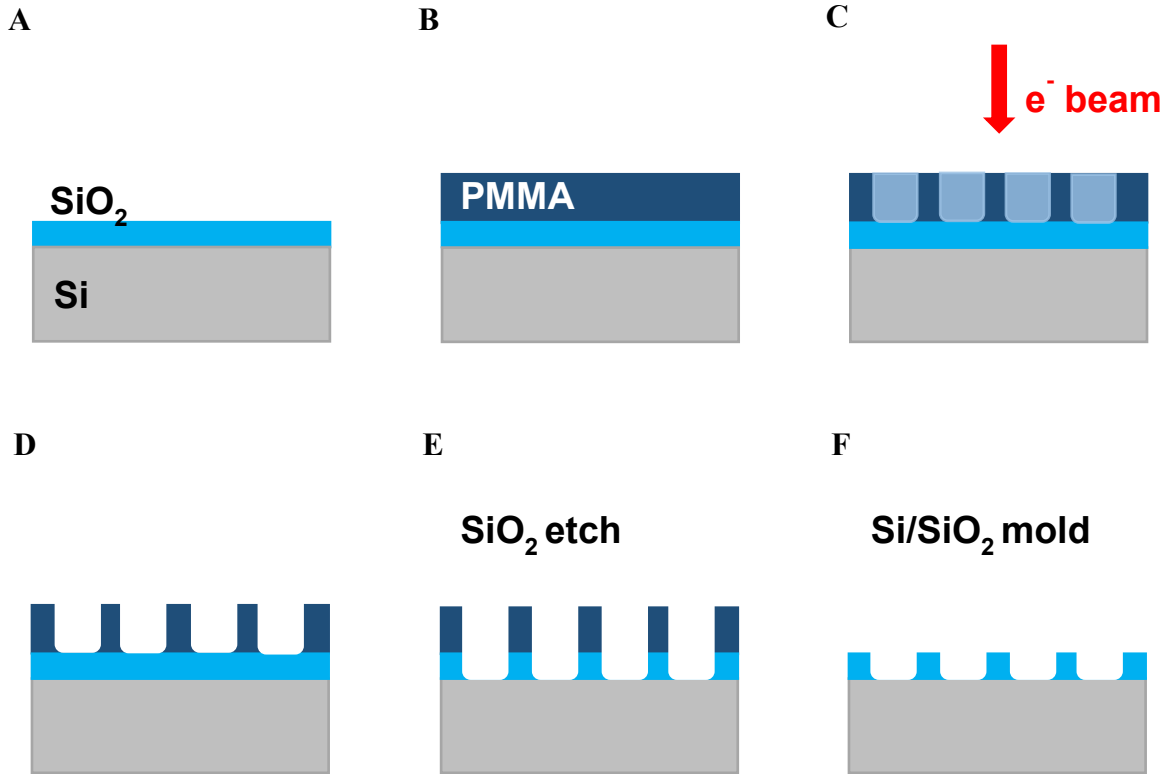 A
B
C
e⁻ beam
SiO₂
Si
PMMA
D
E
F
SiO₂ etch
Si/SiO₂ mold